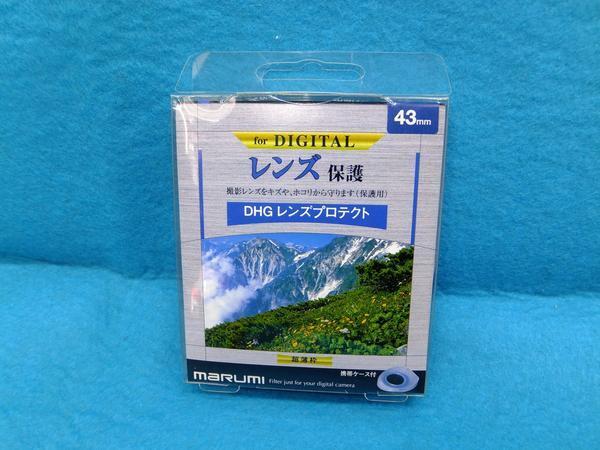 43mm
for DIGITAL
レンズ 保護
撮影レンズをキズや、ホコリから守ります(保護用)
DHG レンズプロテクト
超薄枠
携帯ケース付
marumi Filter just for your digital camera